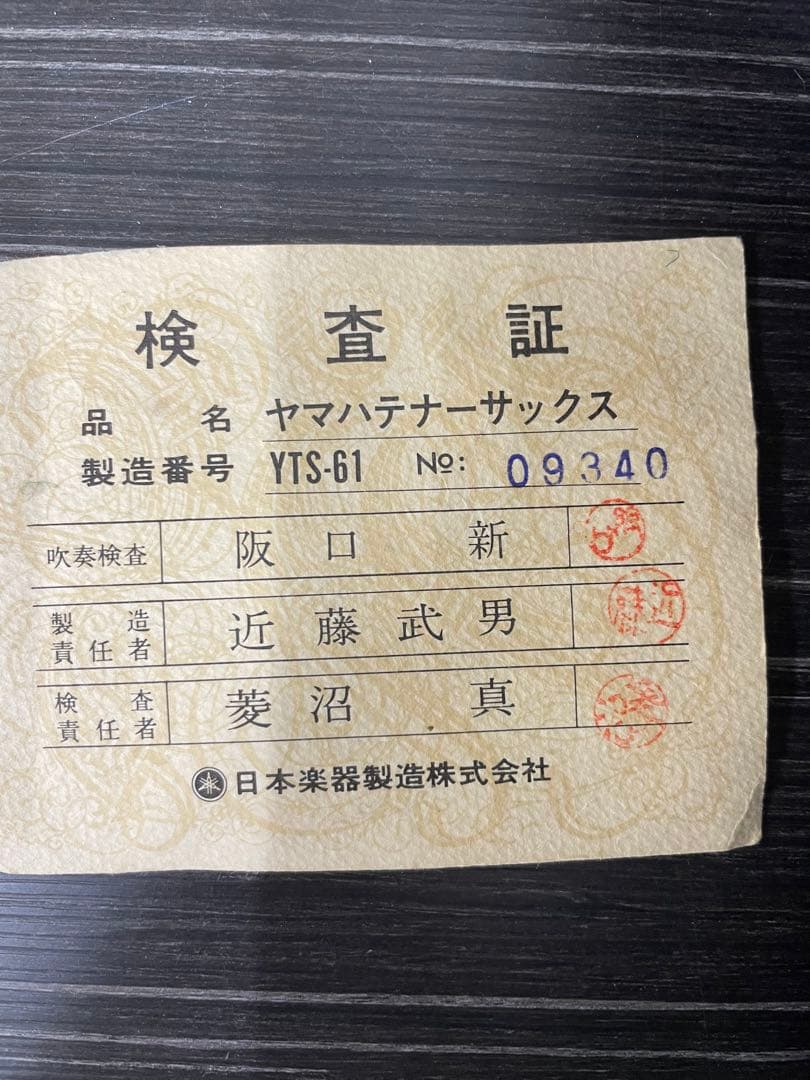 検査証
品名 ヤマハテナーサックス
製造番号 YTS-61 No: 09340
吹奏検査 阪口 新
製造責任者 近藤武男
検査責任者 菱沼 真
日本楽器製造株式会社